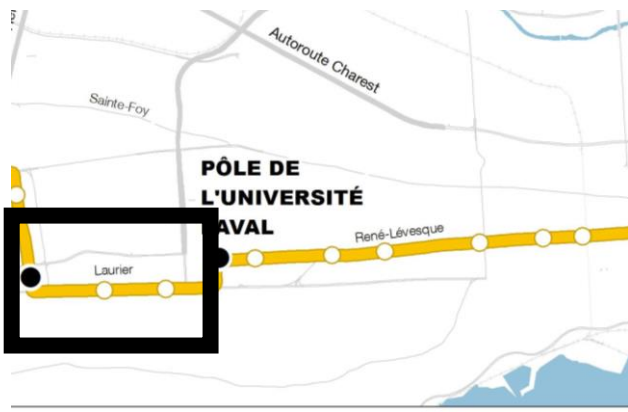 Autoroute Charest
Sainte-Foy
PÔLE DE
L'UNIVERSITÉ
AVAL
René-Lévesque
Laurier